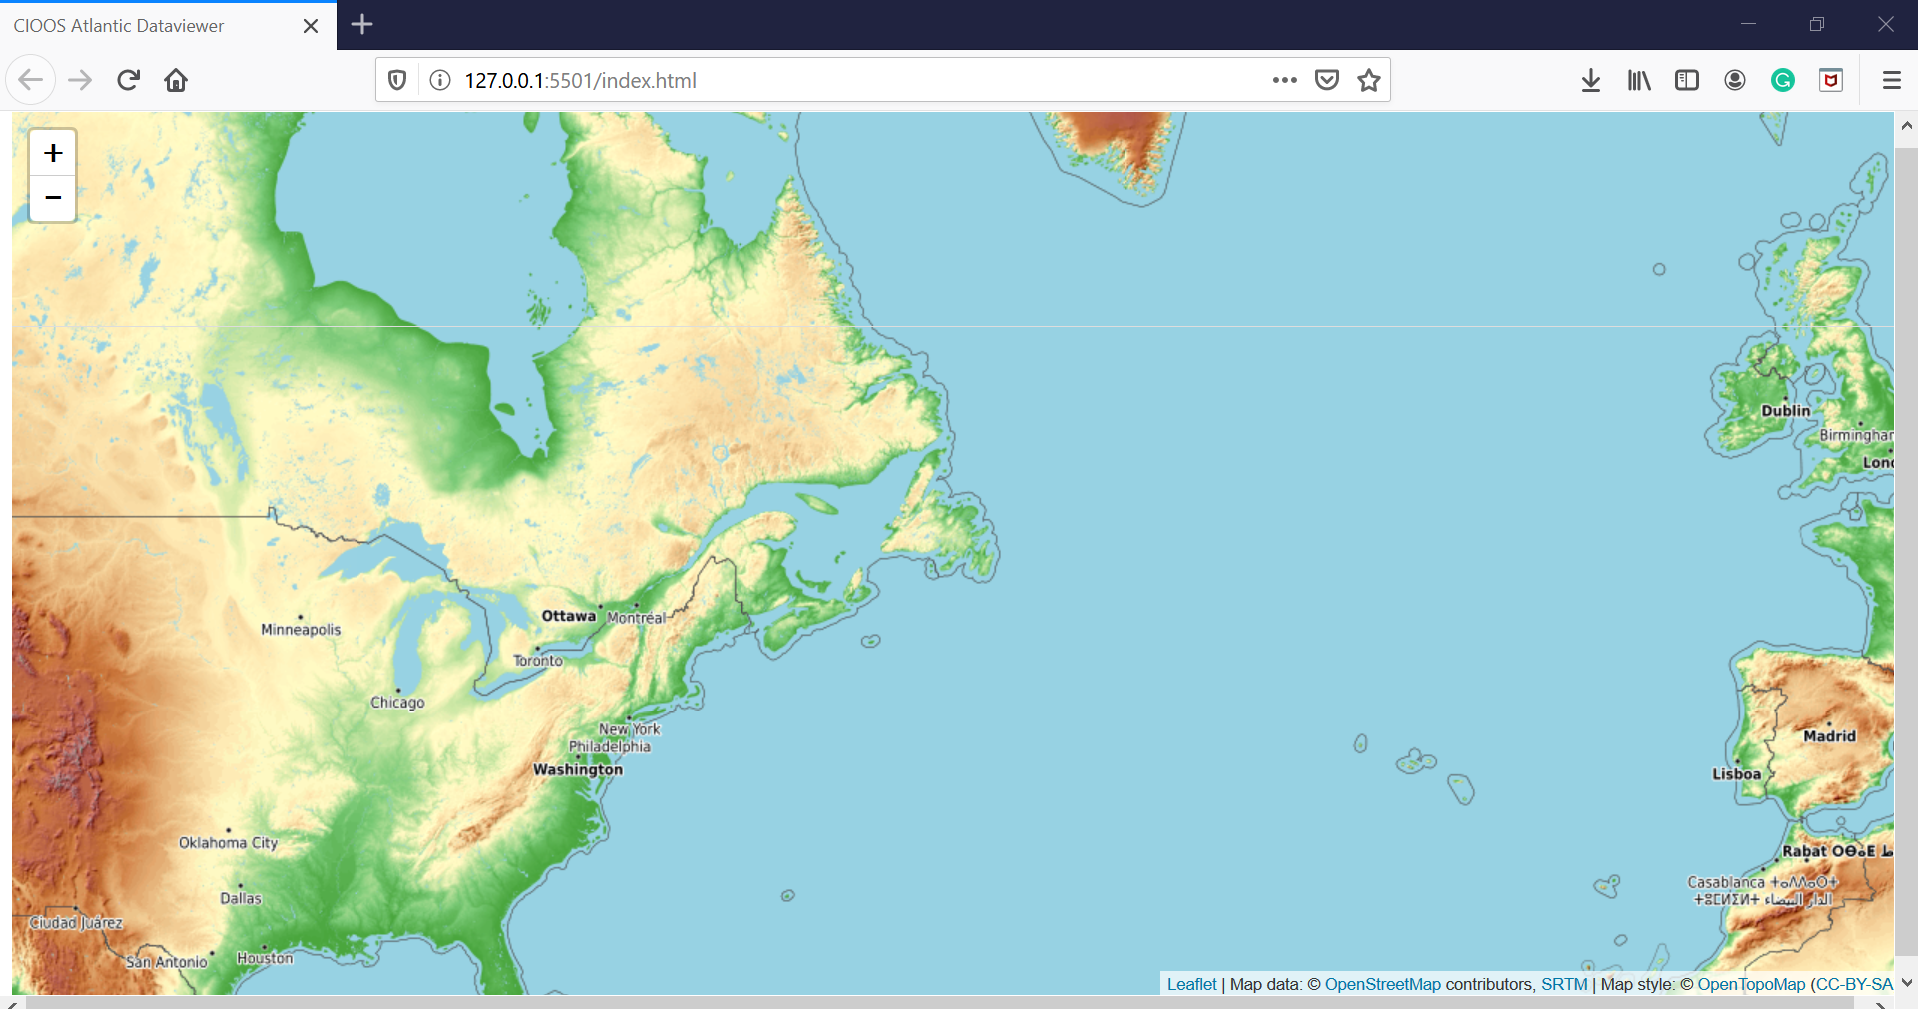 CIOOS Atlantic Dataviewer
127.0.0.1:5501/index.html
+
−
Dublin
Birminghar
Lond
Ottawa
Montréal
Minneapolis
Toronto
Chicago
New York
Philadelphia
Washington
Madrid
Lisboa
Oklahoma City
Rabat ⵔⴱⴰⵟ
Casablanca ⵜⴰⴷⴷⴰⵔⵜ
ⵜⵓⵎⵍⵉⵍⵜ الدار البيضاء
Dallas
Ciudad Juárez
San Antonio
Houston
Leaflet | Map data: © OpenStreetMap contributors, SRTM | Map style: © OpenTopoMap (CC-BY-SA